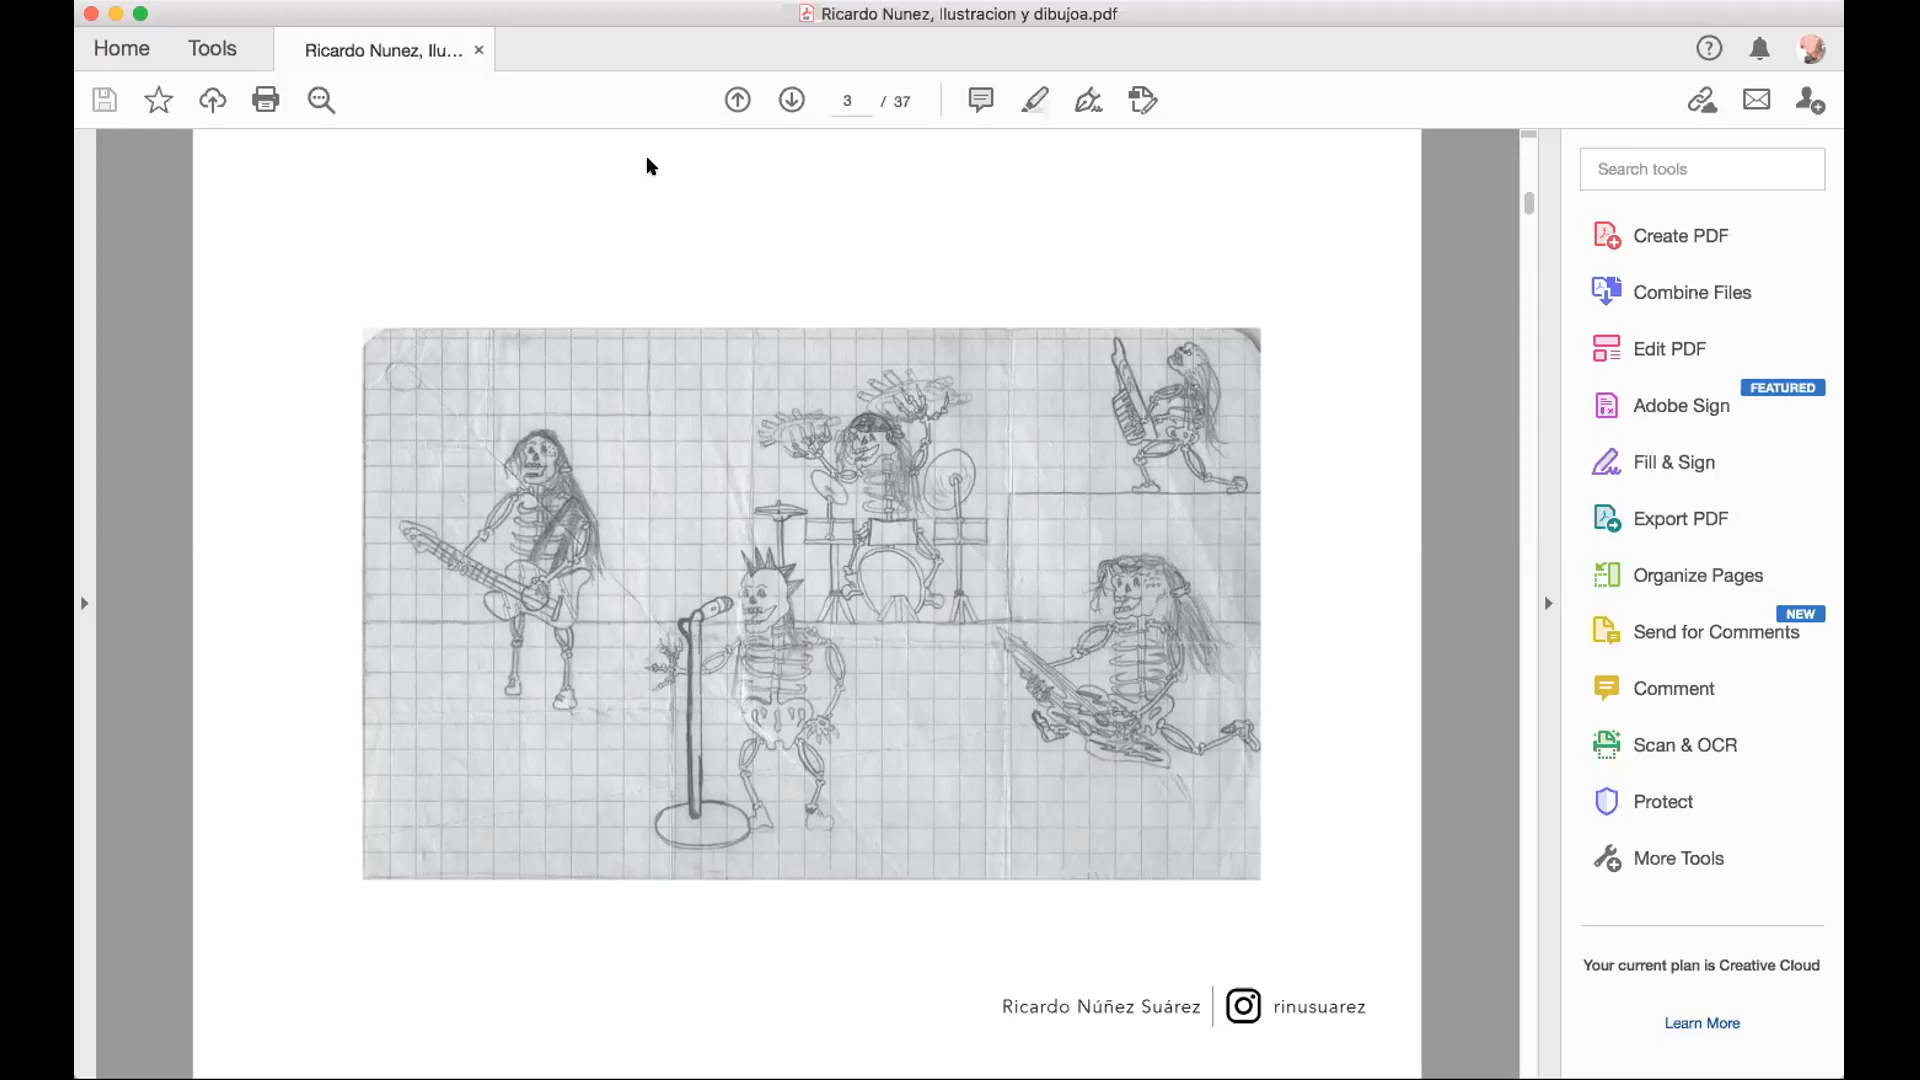 Ricardo Nunez, Ilustracion y dibujoa.pdf
Home
Tools
Ricardo Nunez, Ilu...
3 / 37
Search tools
Create PDF
Combine Files
Edit PDF
FEATURED
Adobe Sign
Fill & Sign
Export PDF
Organize Pages
NEW
Send for Comments
Comment
Scan & OCR
Protect
More Tools
Your current plan is Creative Cloud
Learn More
Ricardo Núñez Suárez
rinusuarez